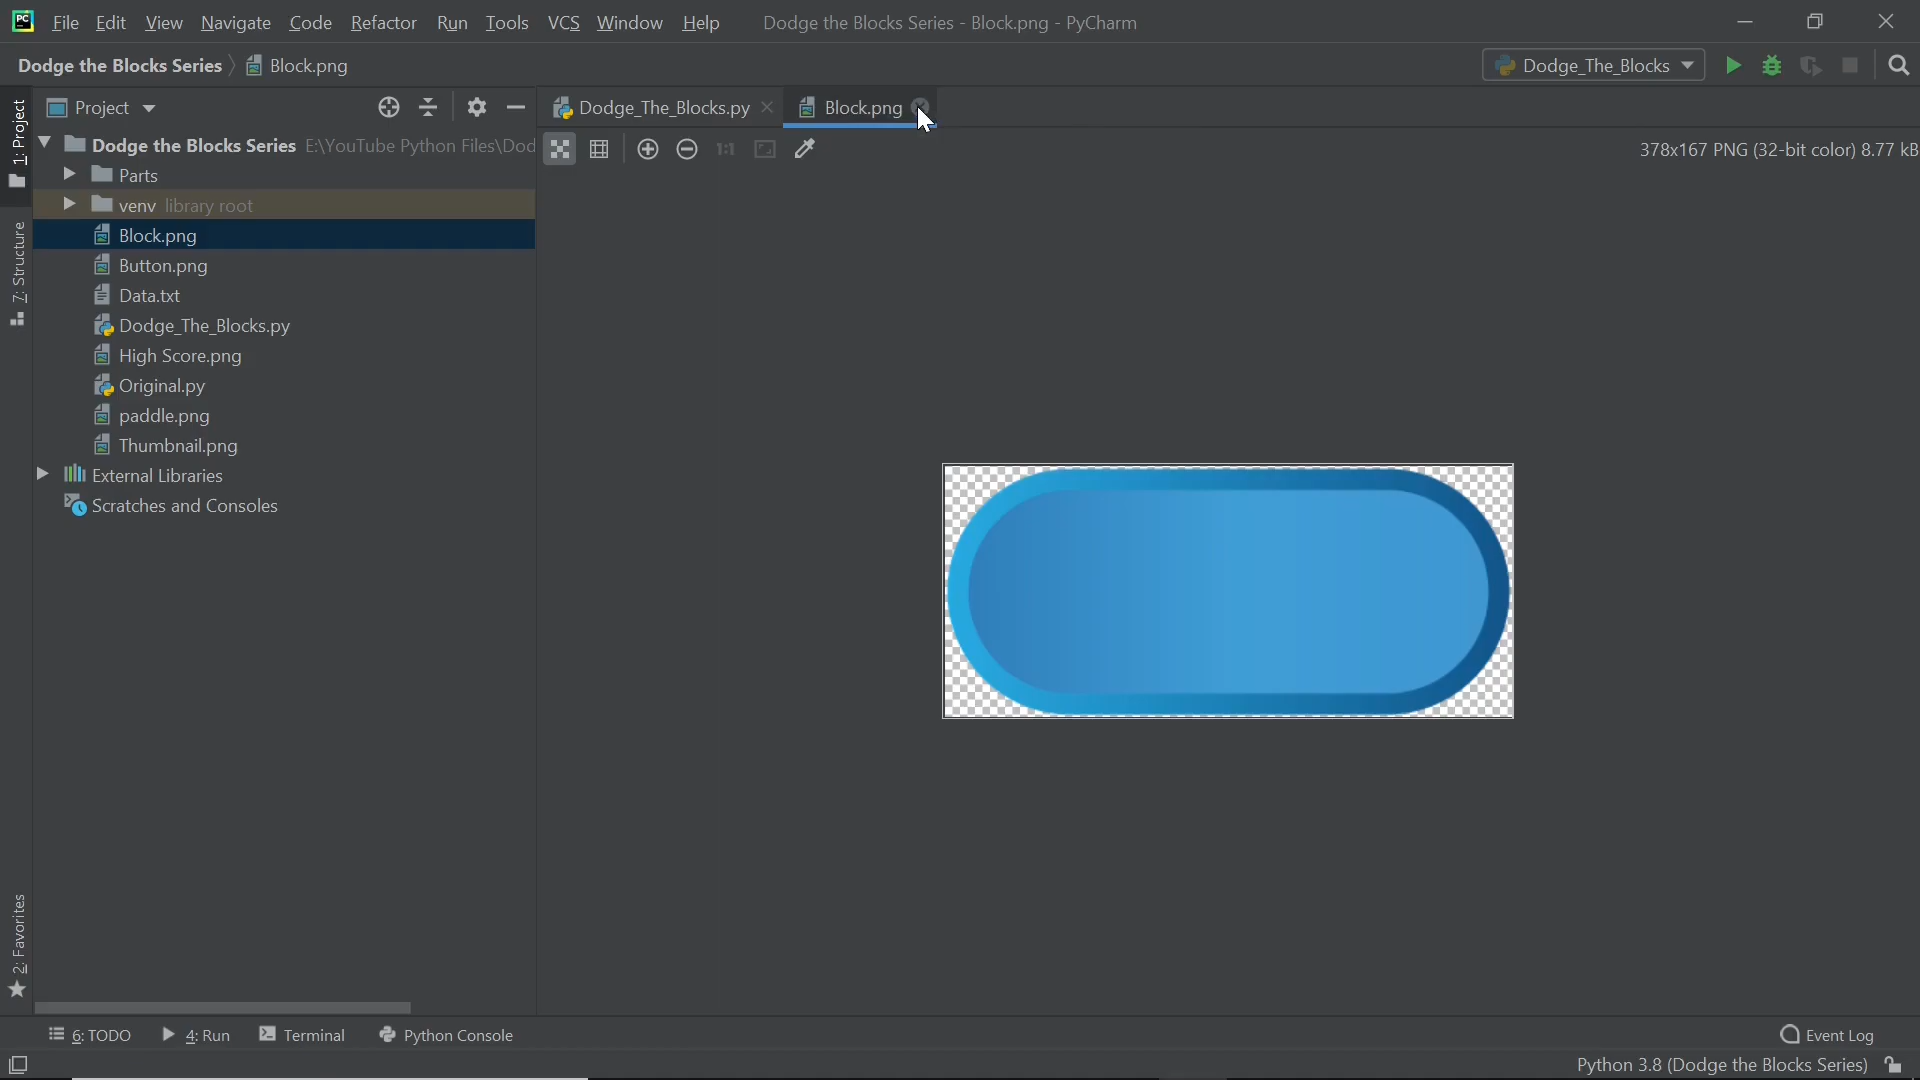 PC File Edit View Navigate Code Refactor Run Tools VCS Window Help Dodge the Blocks Series - Block.png - PyCharm
Dodge the Blocks Series Block.png Dodge_The_Blocks
1: Project
7: Structure
2: Favorites
Project
Dodge_The_Blocks.py Block.png
Dodge the Blocks Series E:\YouTube Python Files\Dod
Parts
venv library root
Block.png
Button.png
Data.txt
Dodge_The_Blocks.py
High Score.png
Original.py
paddle.png
Thumbnail.png
External Libraries
Scratches and Consoles
1:1
378x167 PNG (32-bit color) 8.77 kB
6: TODO 4: Run Terminal Python Console Event Log
Python 3.8 (Dodge the Blocks Series)